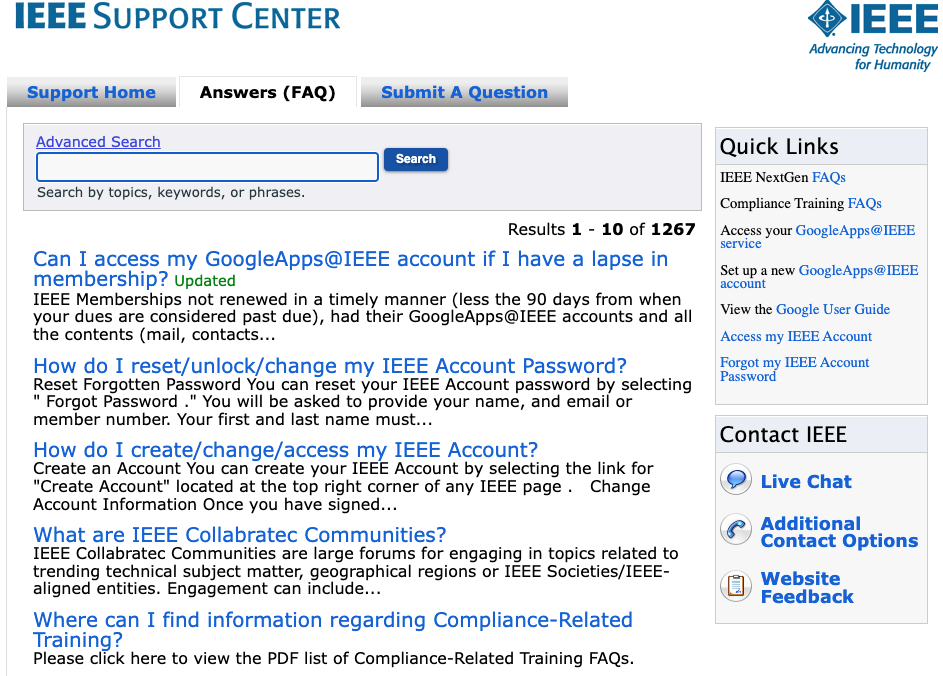 IEEE SUPPORT CENTER
IEEE
Advancing Technology
for Humanity
Support Home
Answers (FAQ)
Submit A Question
Advanced Search
Search
Search by topics, keywords, or phrases.
Results 1 - 10 of 1267
Can I access my GoogleApps@IEEE account if I have a lapse in
membership? Updated
IEEE Memberships not renewed in a timely manner (less the 90 days from when
your dues are considered past due), had their GoogleApps@IEEE accounts and all
the contents (mail, contacts...
How do I reset/unlock/change my IEEE Account Password?
Reset Forgotten Password You can reset your IEEE Account password by selecting
" Forgot Password ." You will be asked to provide your name, and email or
member number. Your first and last name must...
How do I create/change/access my IEEE Account?
Create an Account You can create your IEEE Account by selecting the link for
"Create Account" located at the top right corner of any IEEE page .   Change
Account Information Once you have signed...
What are IEEE Collabratec Communities?
IEEE Collabratec Communities are large forums for engaging in topics related to
trending technical subject matter, geographical regions or IEEE Societies/IEEE-
aligned entities. Engagement can include...
Where can I find information regarding Compliance-Related
Training?
Please click here to view the PDF list of Compliance-Related Training FAQs.
Quick Links
IEEE NextGen FAQs
Compliance Training FAQs
Access your GoogleApps@IEEE
service
Set up a new GoogleApps@IEEE
account
View the Google User Guide
Access my IEEE Account
Forgot my IEEE Account
Password
Contact IEEE
Live Chat
Additional
Contact Options
Website
Feedback